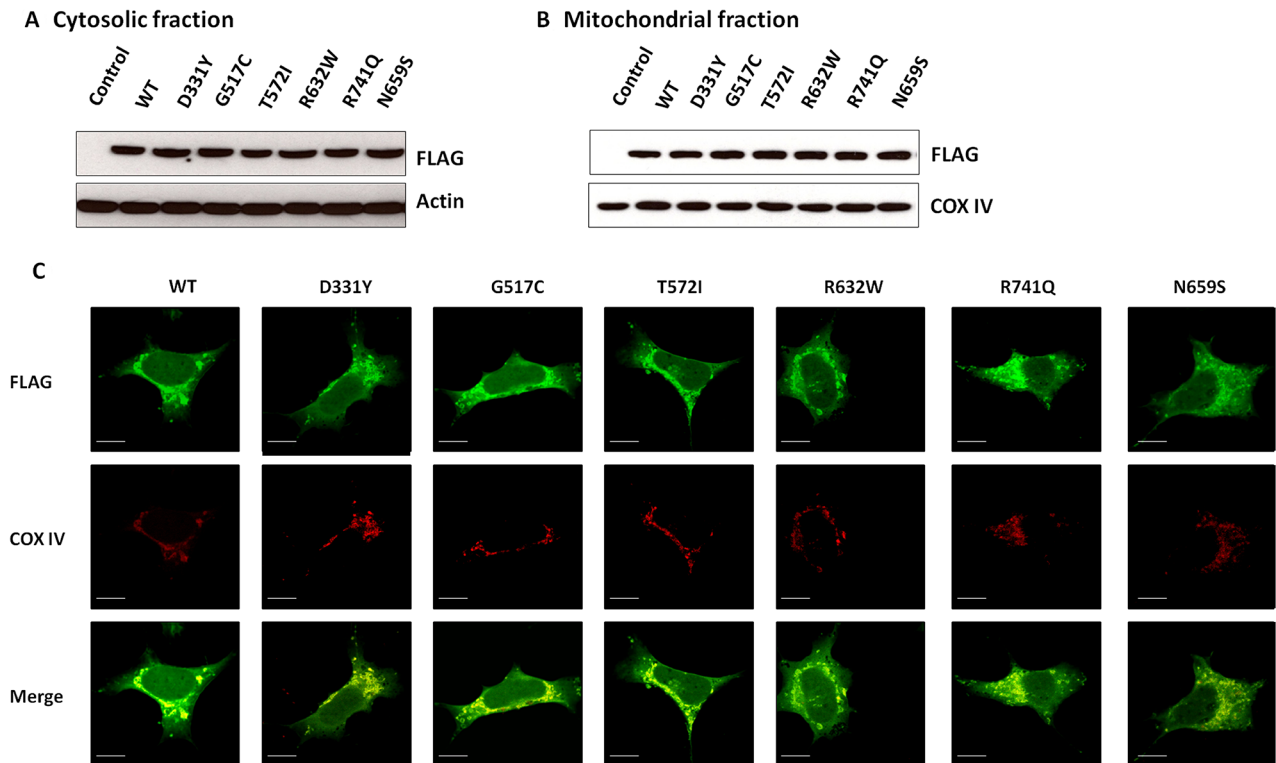 A Cytosolic fraction
Control WT D331Y G517C T572I R632W R741Q N659S
FLAG
Actin
B Mitochondrial fraction
Control WT D331Y G517C T572I R632W R741Q N659S
FLAG
COX IV
C
WT D331Y G517C T572I R632W R741Q N659S
FLAG
COX IV
Merge